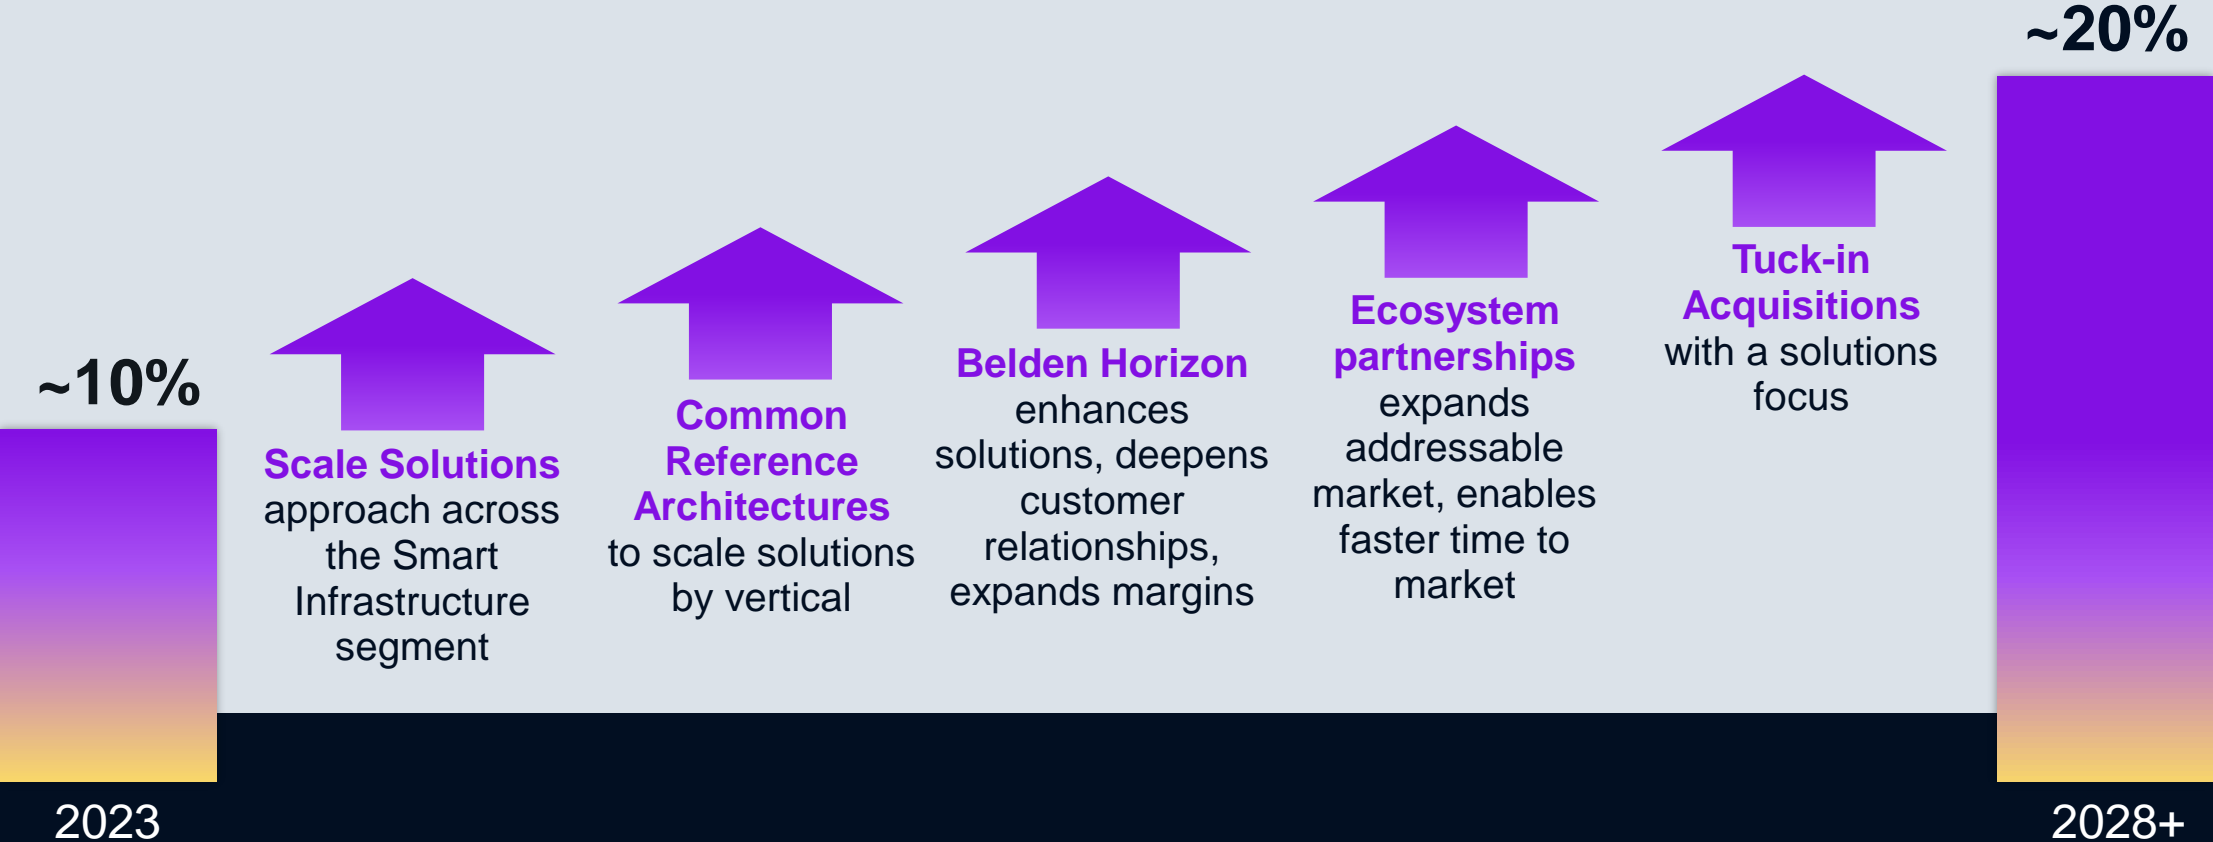 ~10%
2023
Scale Solutions
approach across
the Smart
Infrastructure
segment
Common
Reference
Architectures
to scale solutions
by vertical
Belden Horizon
enhances
solutions, deepens
customer
relationships,
expands margins
Ecosystem
partnerships
expands
addressable
market, enables
faster time to
market
Tuck-in
Acquisitions
with a solutions
focus
~20%
2028+